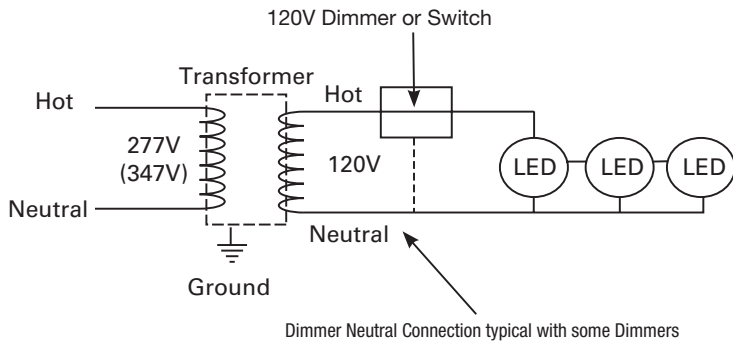 120V Dimmer or Switch
Transformer
Hot
Hot
277V
(347V)
120V
LED
LED
LED
Neutral
Neutral
Ground
Dimmer Neutral Connection typical with some Dimmers